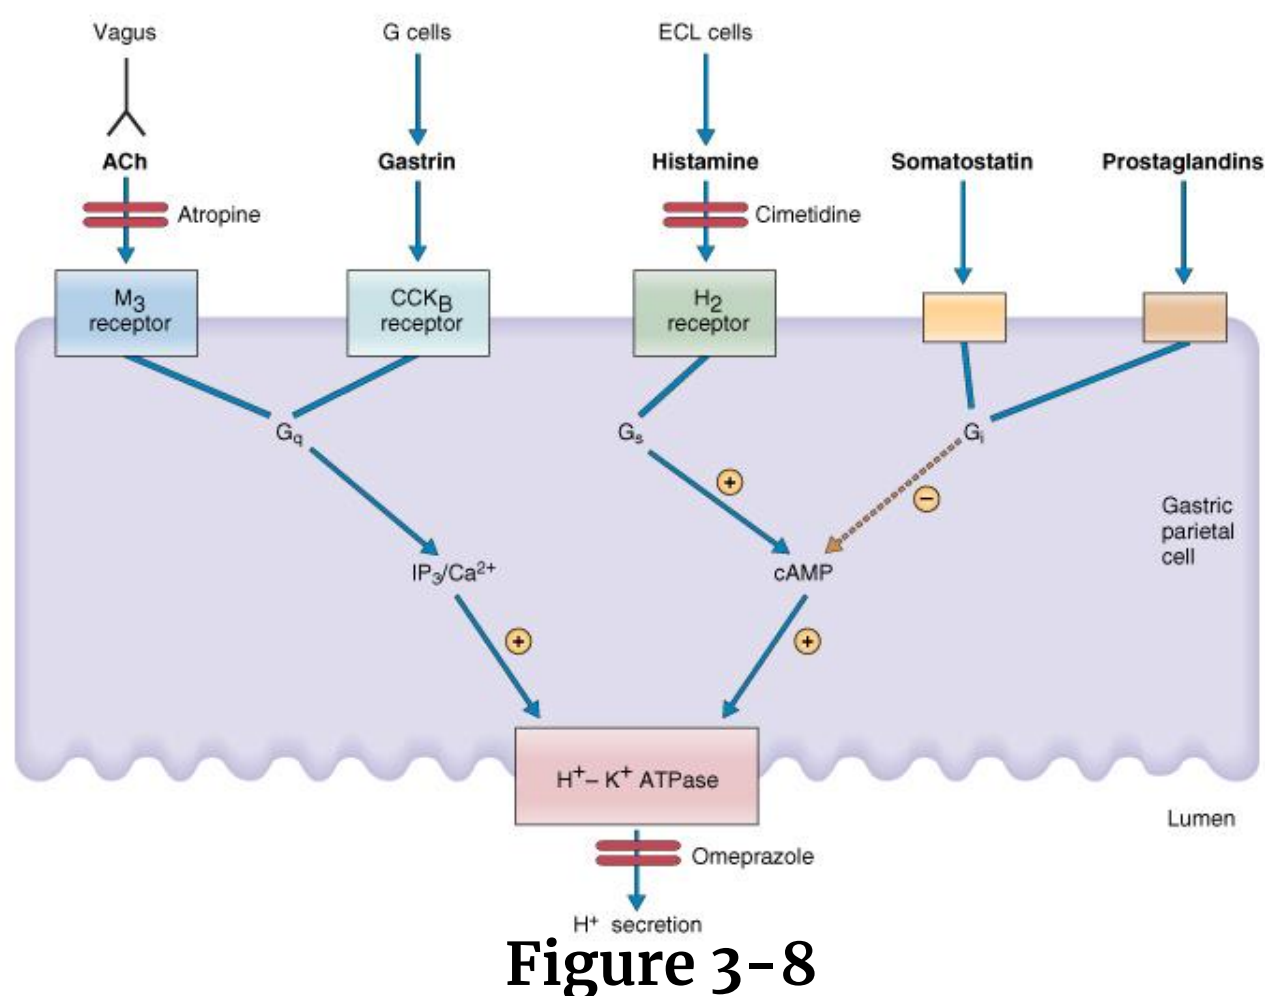 Vagus
G cells
ECL cells
ACh
Gastrin
Histamine
Somatostatin
Prostaglandins
Atropine
Cimetidine
M3
receptor
CCKB
receptor
H2
receptor
Gq
Gs
Gi
+
−
Gastric
parietal
cell
IP3/Ca2+
cAMP
+
+
H+– K+ ATPase
Lumen
Omeprazole
H+ secretion
Figure 3-8